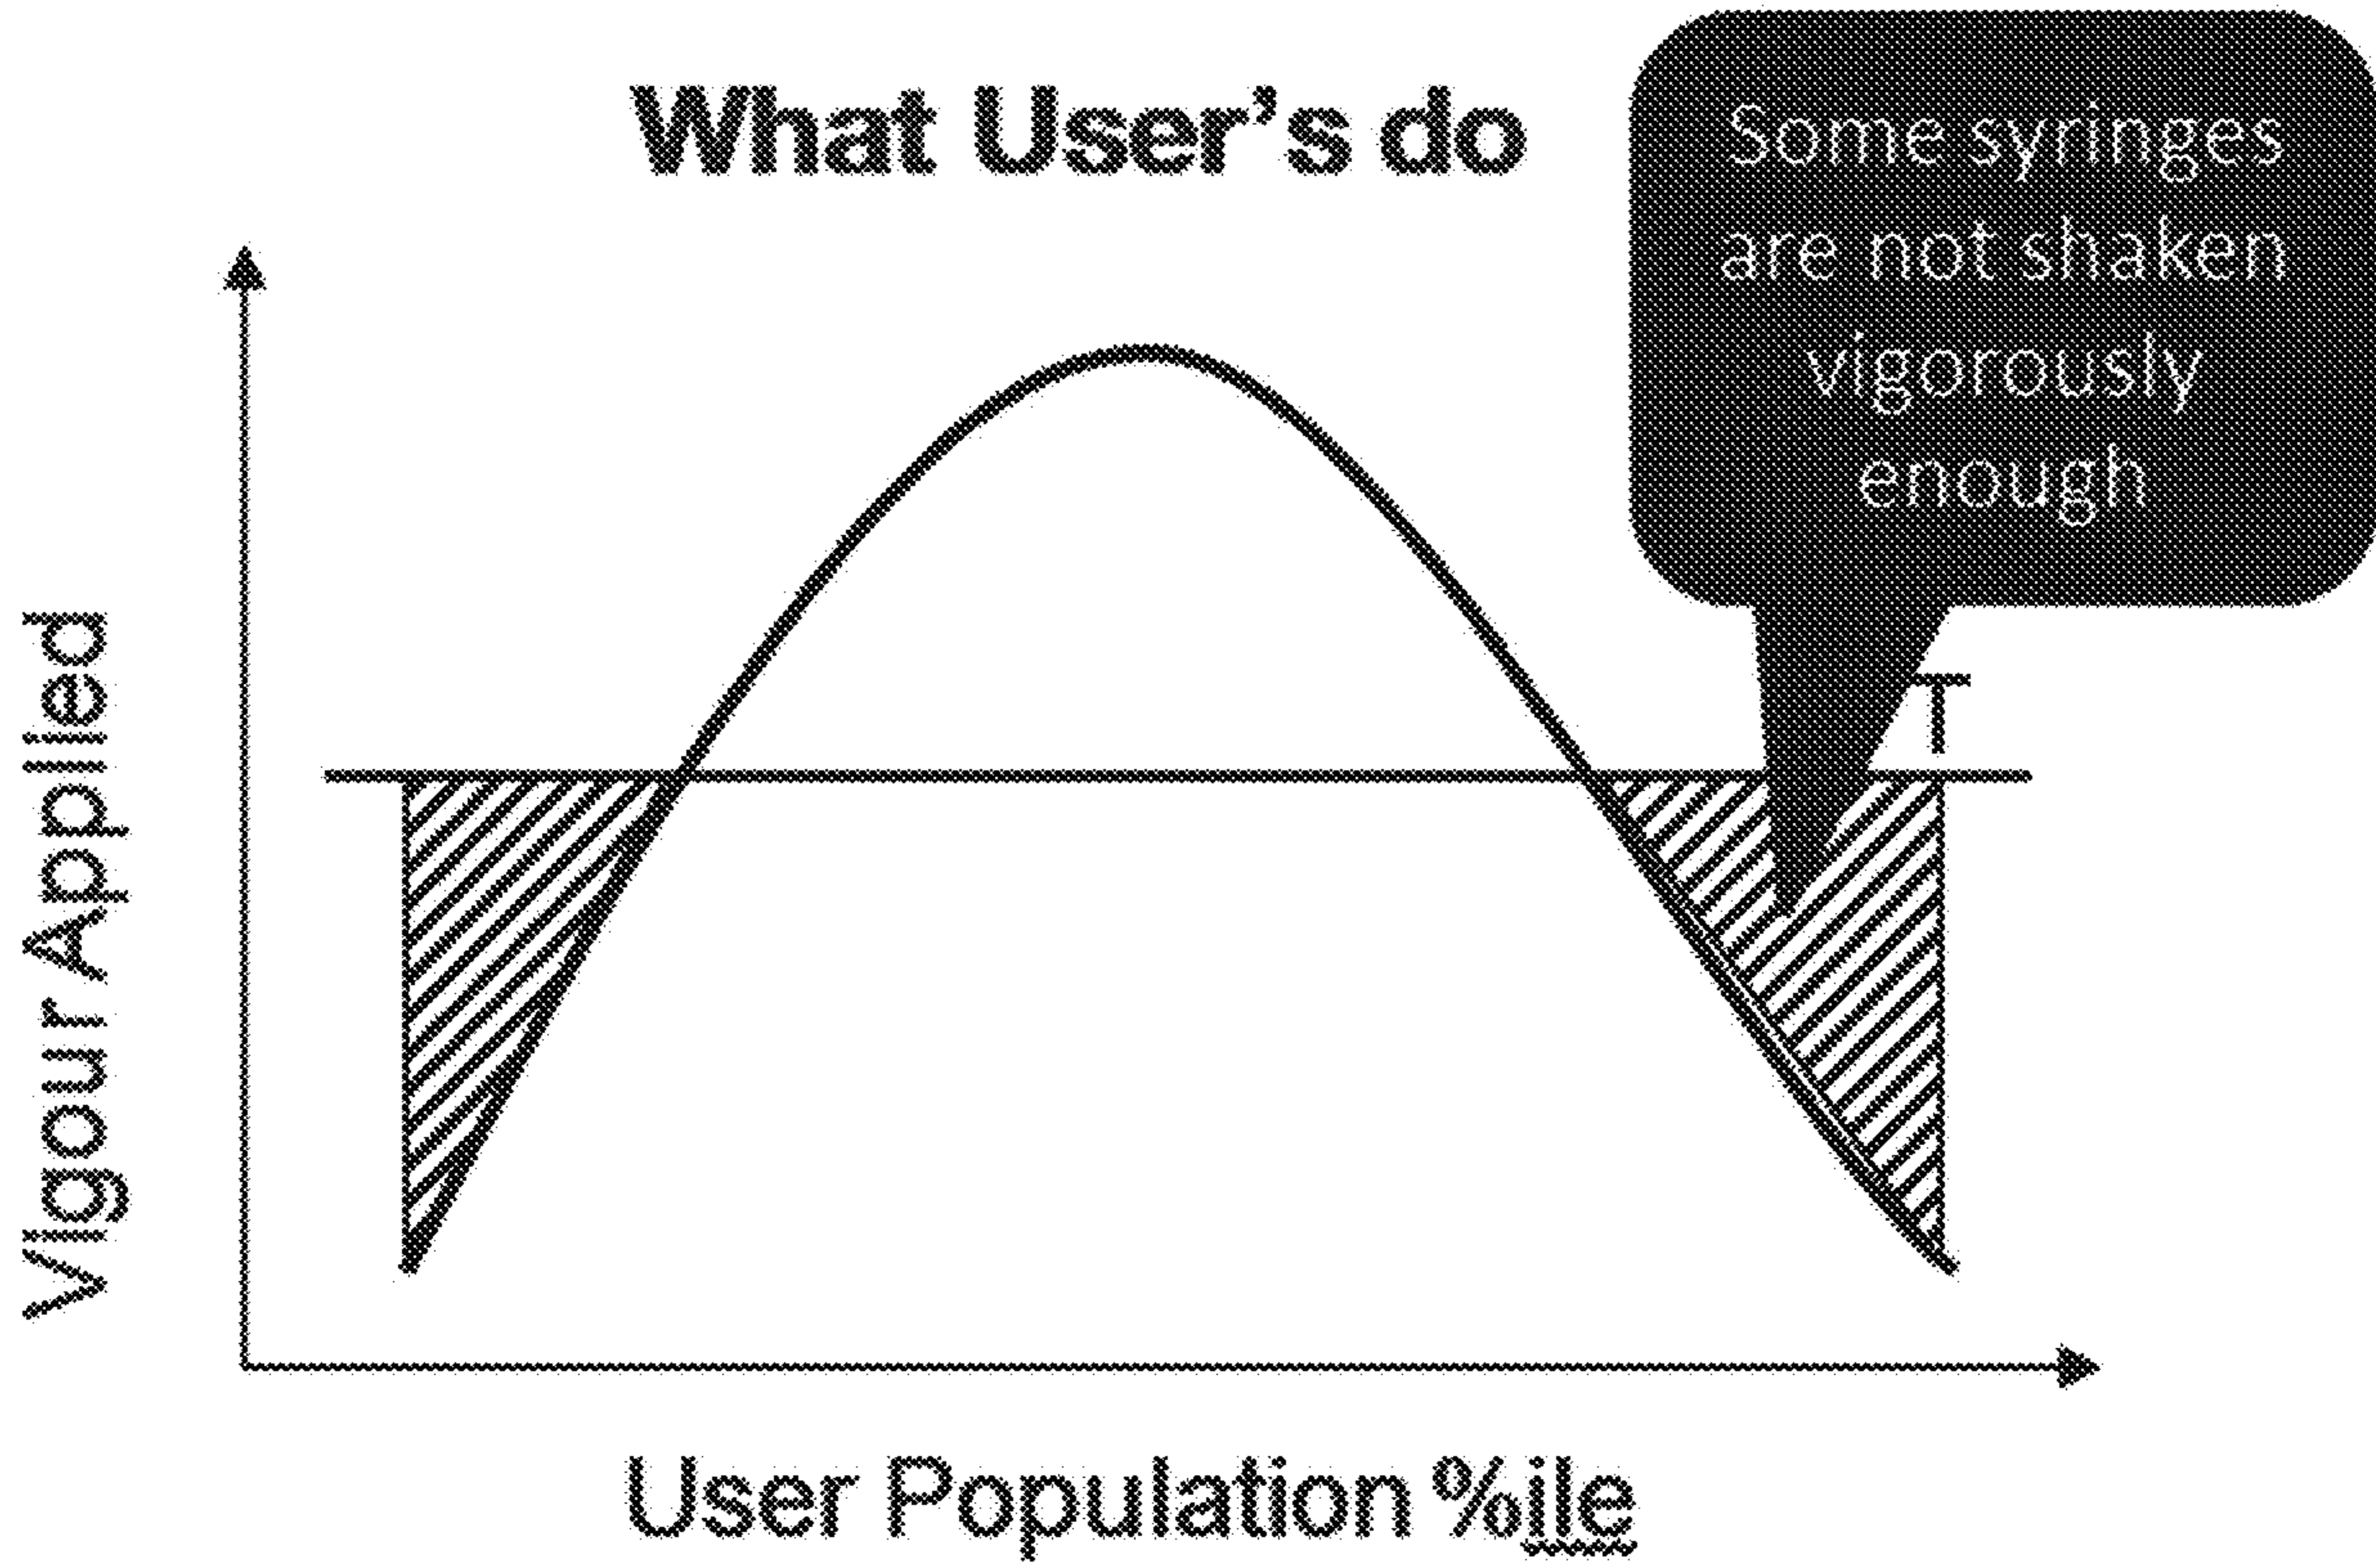 What User's do
Some syringes
are not shaken
vigorously
enough
T
Vigour Applied
User Population %ile